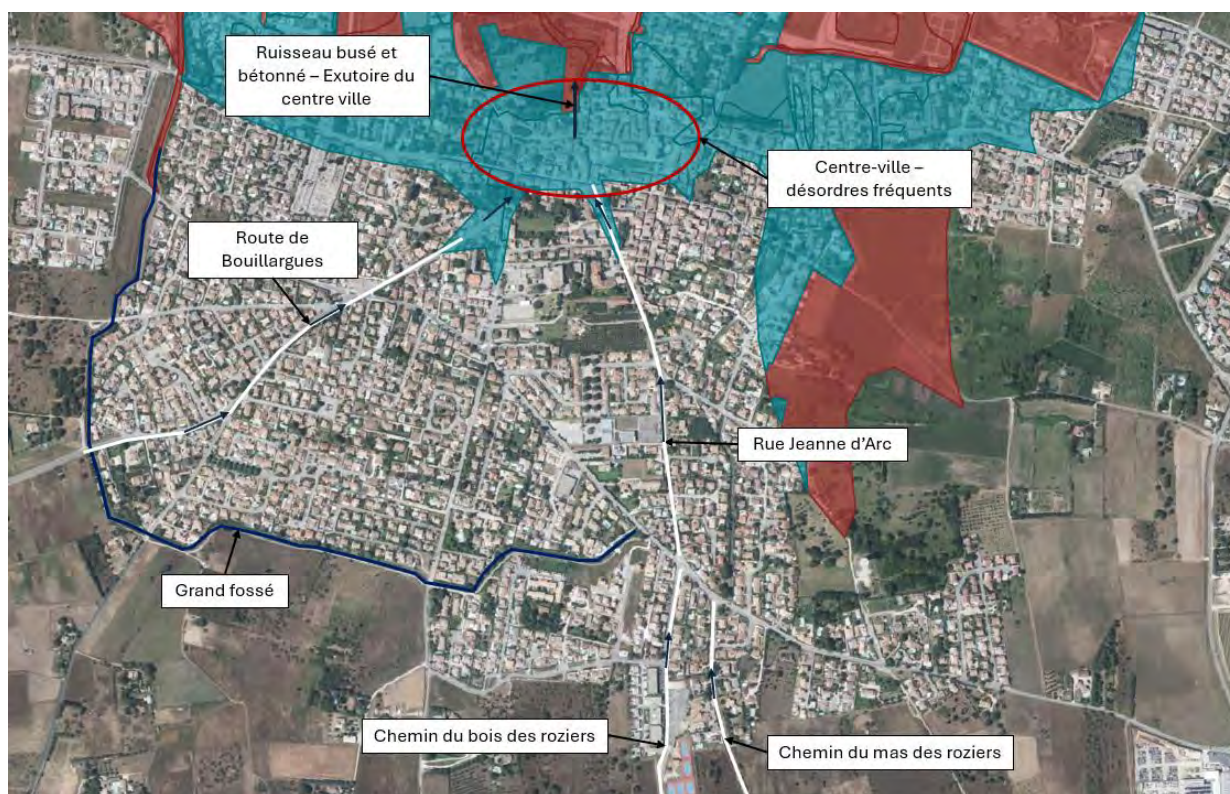 Ruisseau busé et
bétonné – Exutoire du
centre ville
Centre-ville –
désordres fréquents
Route de
Bouillargues
Rue Jeanne d’Arc
Grand fossé
Chemin du bois des roziers
Chemin du mas des roziers